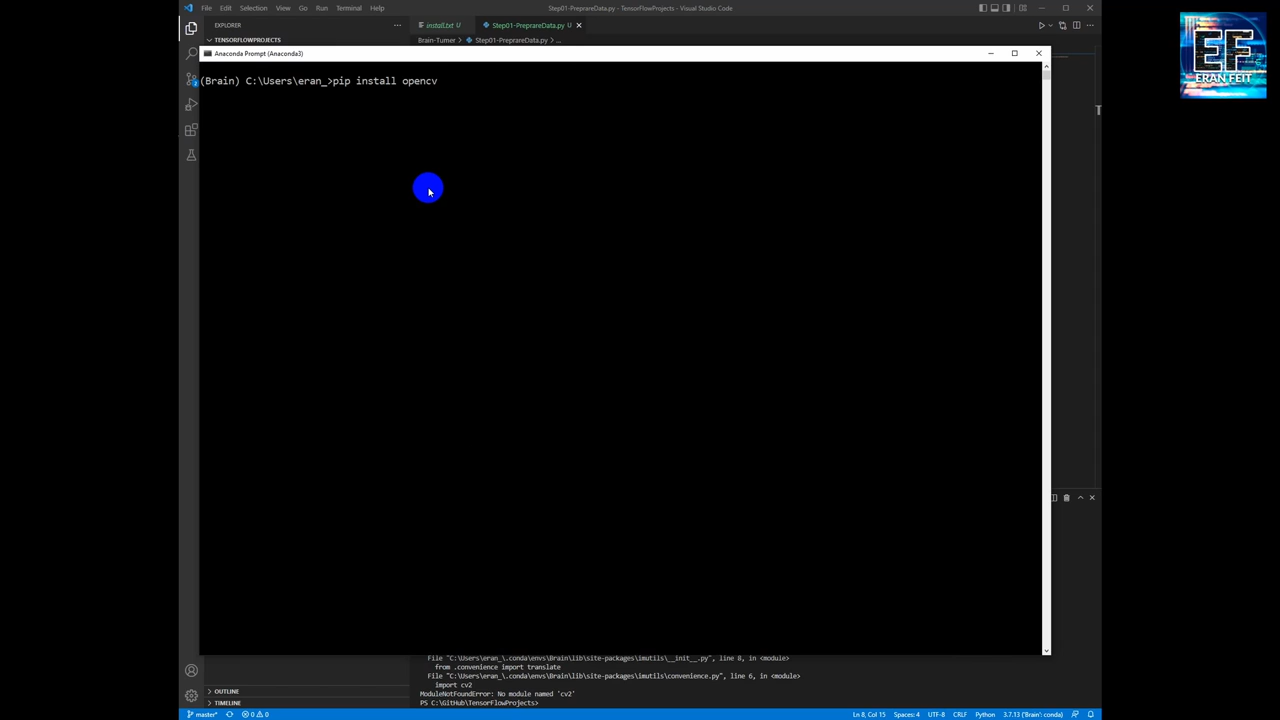 File Edit Selection View Go Run Terminal Help
Step01-PreprareData.py - TensorFlowProjects - Visual Studio Code
EXPLORER
install.txt U
Step01-PreprareData.py U
TENSORFLOWPROJECTS
Brain-Tumer > Step01-PreprareData.py > ...
Anaconda Prompt (Anaconda3)
(Brain) C:\Users\eran_>pip install opencv
EF
ERAN FEIT
File "C:\Users\eran_\.conda\envs\Brain\lib\site-packages\imutils\__init__.py", line 8, in <module>
from .convenience import translate
File "C:\Users\eran_\.conda\envs\Brain\lib\site-packages\imutils\convenience.py", line 6, in <module>
import cv2
ModuleNotFoundError: No module named 'cv2'
PS C:\GitHub\TensorFlowProjects>
OUTLINE
TIMELINE
master* 0 0 Ln 8, Col 15 Spaces: 4 UTF-8 CRLF Python 3.7.13 ('Brain': conda)